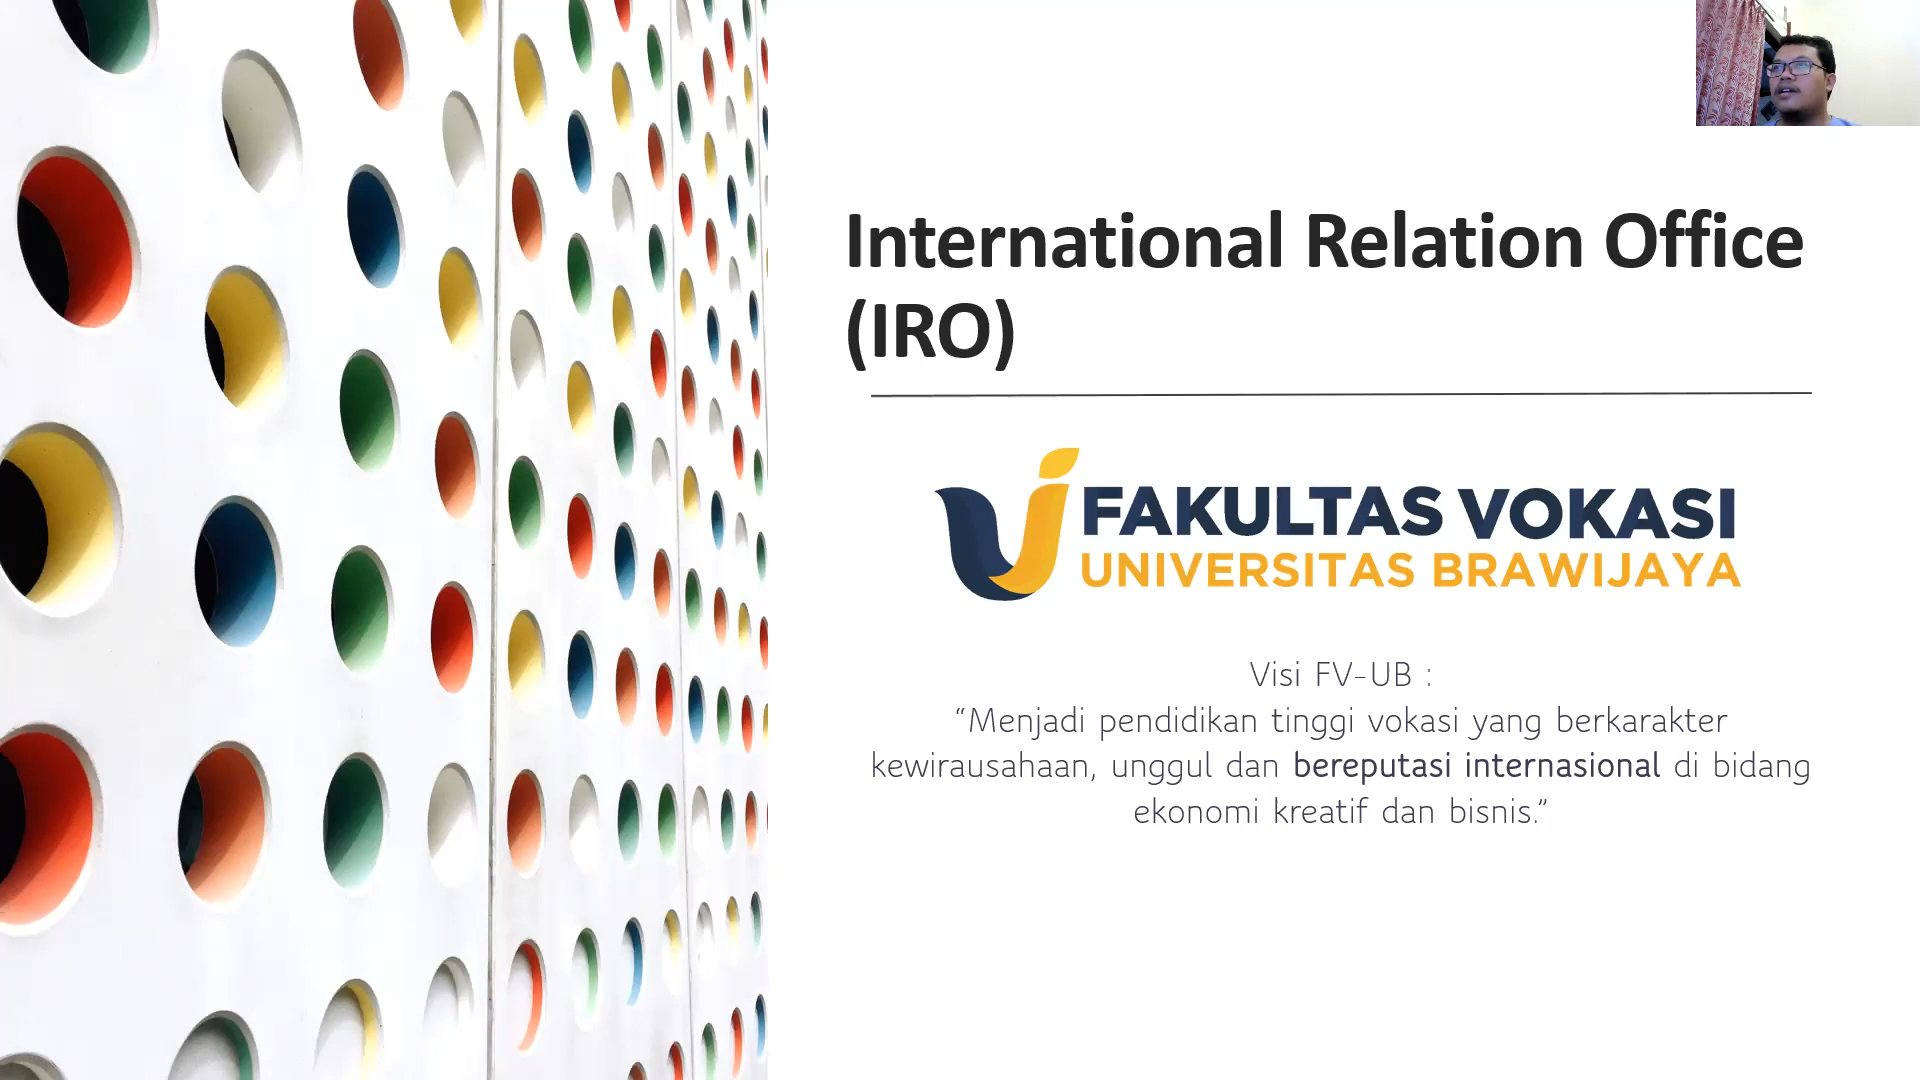 International Relation Office
(IRO)
FAKULTAS VOKASI
UNIVERSITAS BRAWIJAYA
Visi FV-UB :
“Menjadi pendidikan tinggi vokasi yang berkarakter
kewirausahaan, unggul dan bereputasi internasional di bidang
ekonomi kreatif dan bisnis.”